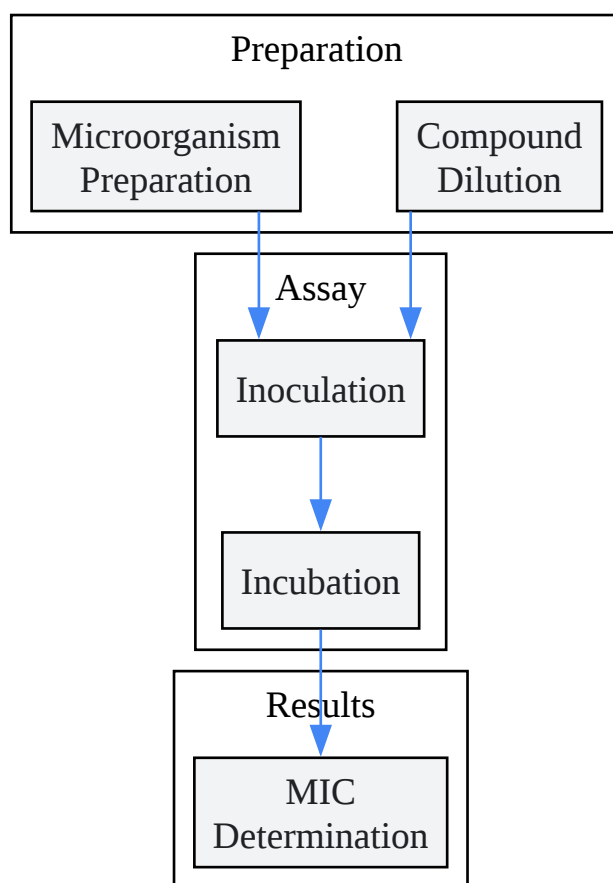 Preparation
Microorganism
Preparation
Compound
Dilution
Assay
Inoculation
Incubation
Results
MIC
Determination